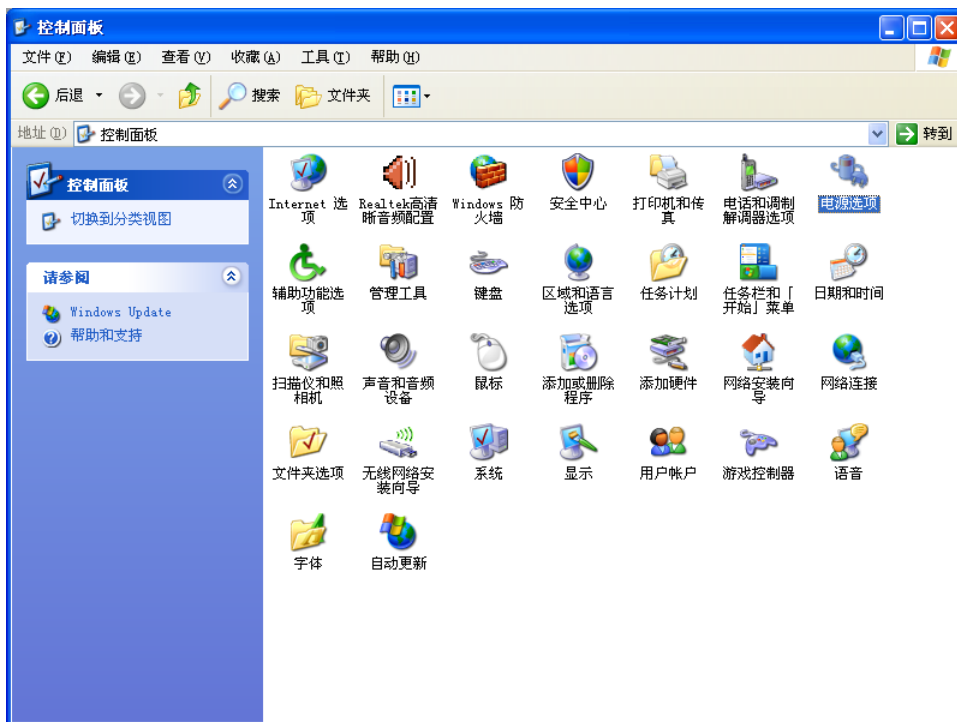 控制面板
文件(F) 编辑(E) 查看(V) 收藏(A) 工具(T) 帮助(H)
后退 搜索 文件夹
地址(D) 控制面板 转到
控制面板
切换到分类视图
请参阅
Windows Update
帮助和支持
Internet 选
项
Realtek高清
晰音频配置
Windows 防
火墙
安全中心
打印机和传
真
电话和调制
解调器选项
电源选项
辅助功能选
项
管理工具
键盘
区域和语言
选项
任务计划
任务栏和「
开始」菜单
日期和时间
扫描仪和照
相机
声音和音频
设备
鼠标
添加或删除
程序
添加硬件
网络安装向
导
网络连接
文件夹选项
无线网络安
装向导
系统
显示
用户帐户
游戏控制器
语音
字体
自动更新